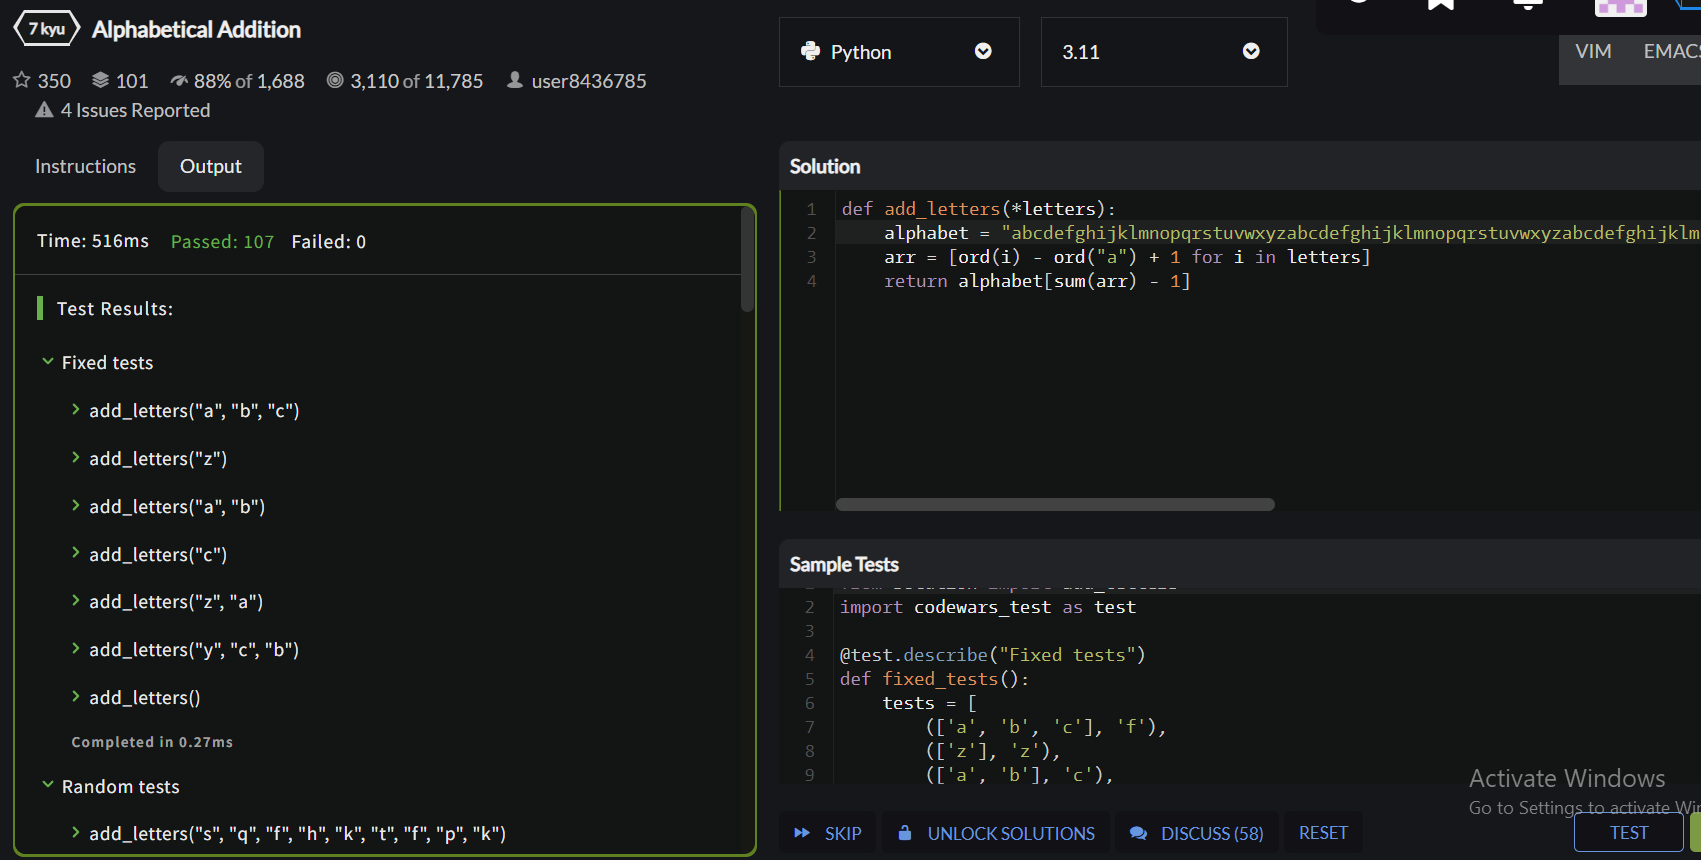 7 kyu Alphabetical Addition
350 101 88% of 1,688 3,110 of 11,785 user8436785
4 Issues Reported
Instructions Output
Time: 516ms Passed: 107 Failed: 0
Test Results:
Fixed tests
add_letters("a", "b", "c")
add_letters("z")
add_letters("a", "b")
add_letters("c")
add_letters("z", "a")
add_letters("y", "c", "b")
add_letters()
Completed in 0.27ms
Random tests
add_letters("s", "q", "f", "h", "k", "t", "f", "p", "k")
Python 3.11
VIM EMACS
Solution
1 def add_letters(*letters):
2 alphabet = "abcdefghijklmnopqrstuvwxyzabcdefghijklmnopqrstuvwxyzabcdefghijklm
3 arr = [ord(i) - ord("a") + 1 for i in letters]
4 return alphabet[sum(arr) - 1]
Sample Tests
2 import codewars_test as test
3
4 @test.describe("Fixed tests")
5 def fixed_tests():
6 tests = [
7 (['a', 'b', 'c'], 'f'),
8 (['z'], 'z'),
9 (['a', 'b'], 'c'),
Activate Windows
Go to Settings to activate Win
SKIP UNLOCK SOLUTIONS DISCUSS (58) RESET TEST